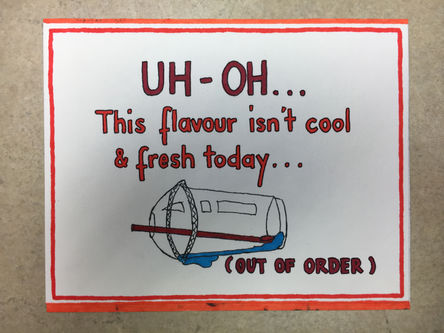 UH-OH...
This flavour isn't cool
& fresh today...
(OUT OF ORDER)